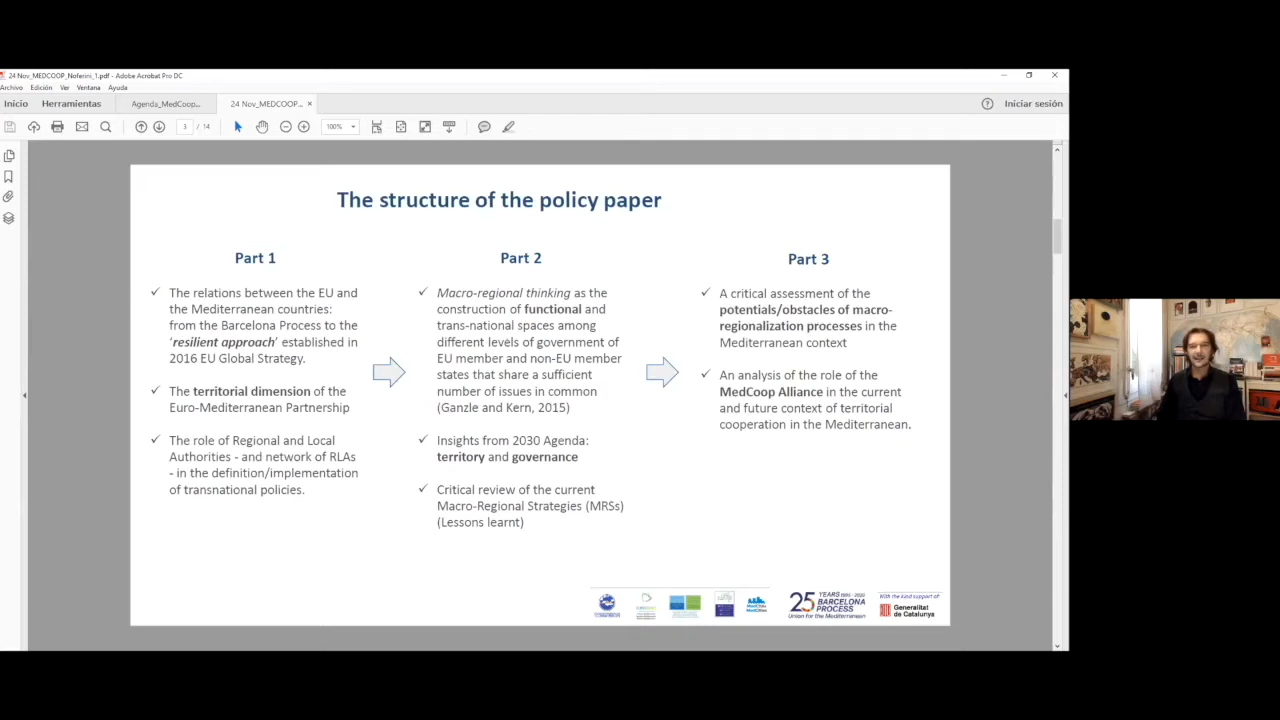 24 Nov_MEDCOOP_Noferini_1.pdf - Adobe Acrobat Pro DC
Archivo Edición Ver Ventana Ayuda
Inicio Herramientas Agenda_MedCoop... 24 Nov_MEDCOOP... × Iniciar sesión
3 / 14 100%
The structure of the policy paper
Part 1
The relations between the EU and
the Mediterranean countries:
from the Barcelona Process to the
'resilient approach' established in
2016 EU Global Strategy.
The territorial dimension of the
Euro-Mediterranean Partnership
The role of Regional and Local
Authorities - and network of RLAs
- in the definition/implementation
of transnational policies.
Part 2
Macro-regional thinking as the
construction of functional and
trans-national spaces among
different levels of government of
EU member and non-EU member
states that share a sufficient
number of issues in common
(Ganzle and Kern, 2015)
Insights from 2030 Agenda:
territory and governance
Critical review of the current
Macro-Regional Strategies (MRSs)
(Lessons learnt)
Part 3
A critical assessment of the
potentials/obstacles of macro-
regionalization processes in the
Mediterranean context
An analysis of the role of the
MedCoop Alliance in the current
and future context of territorial
cooperation in the Mediterranean.
MedCités
MedCities
25 YEARS 1995 - 2020
BARCELONA
PROCESS
Union for the Mediterranean
With the kind support of:
Generalitat
de Catalunya